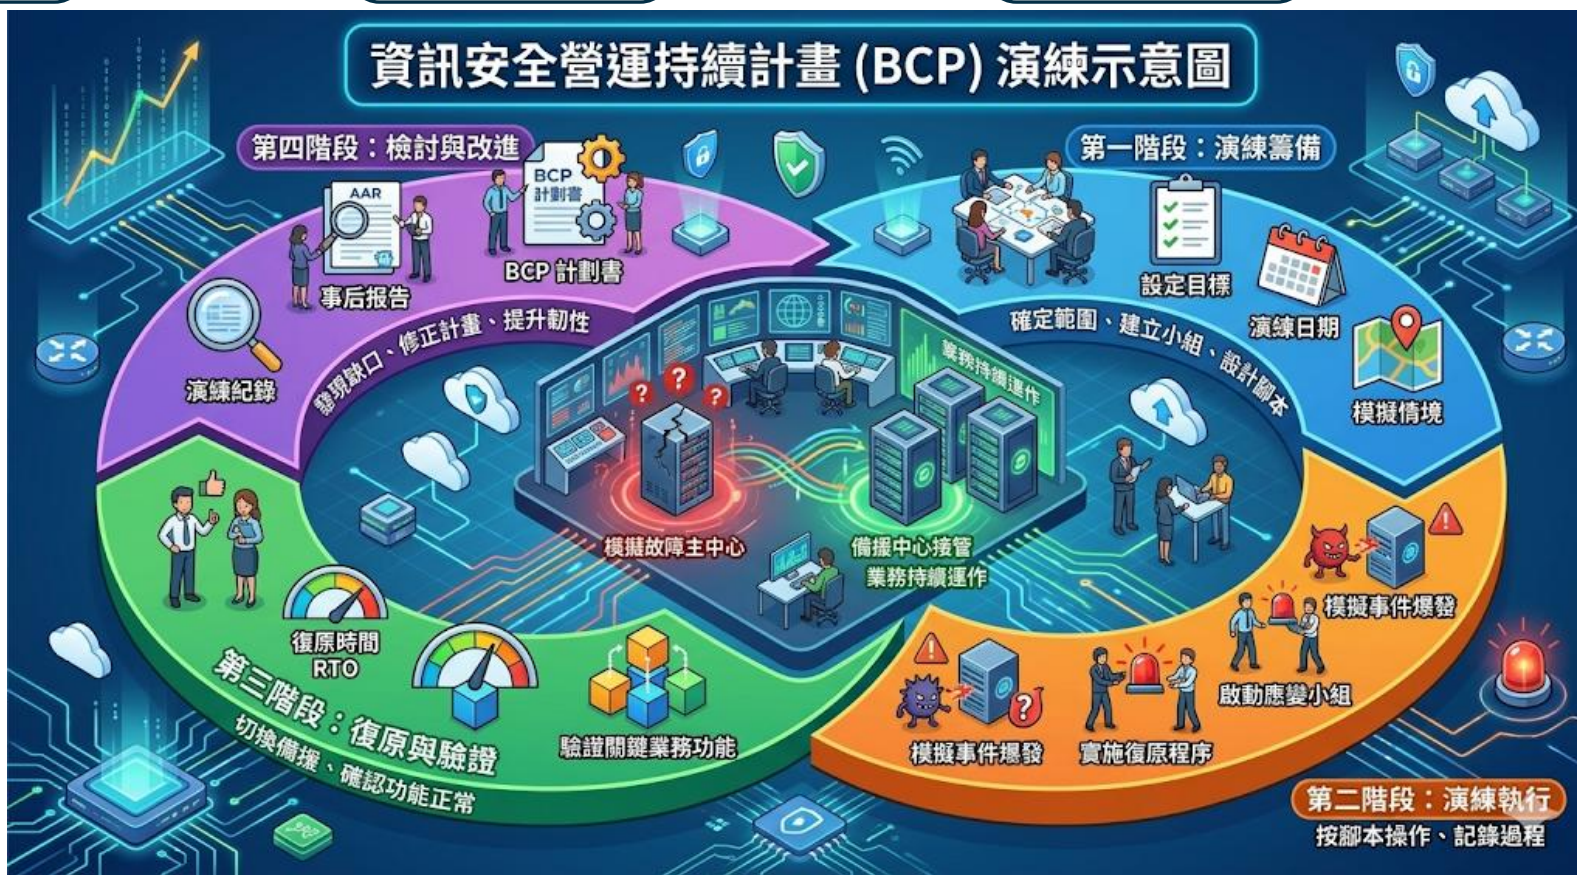 資訊安全營運持續計畫 (BCP) 演練示意圖
第一階段：演練籌備
設定目標
演練日期
模擬情境
確定範圍、建立小組、設計腳本
模擬事件爆發
啟動應變小組
實施復原程序
模擬事件爆發
第二階段：演練執行
按腳本操作、記錄過程
第三階段：復原與驗證
切換備援、確認功能正常
復原時間
RTO
驗證關鍵業務功能
第四階段：檢討與改進
演練紀錄
AAR
事后报告
BCP
計劃書
BCP 計劃書
發現缺口、修正計畫、提升韌性
業務持續運作
模擬故障主中心
備援中心接管
業務持續運作